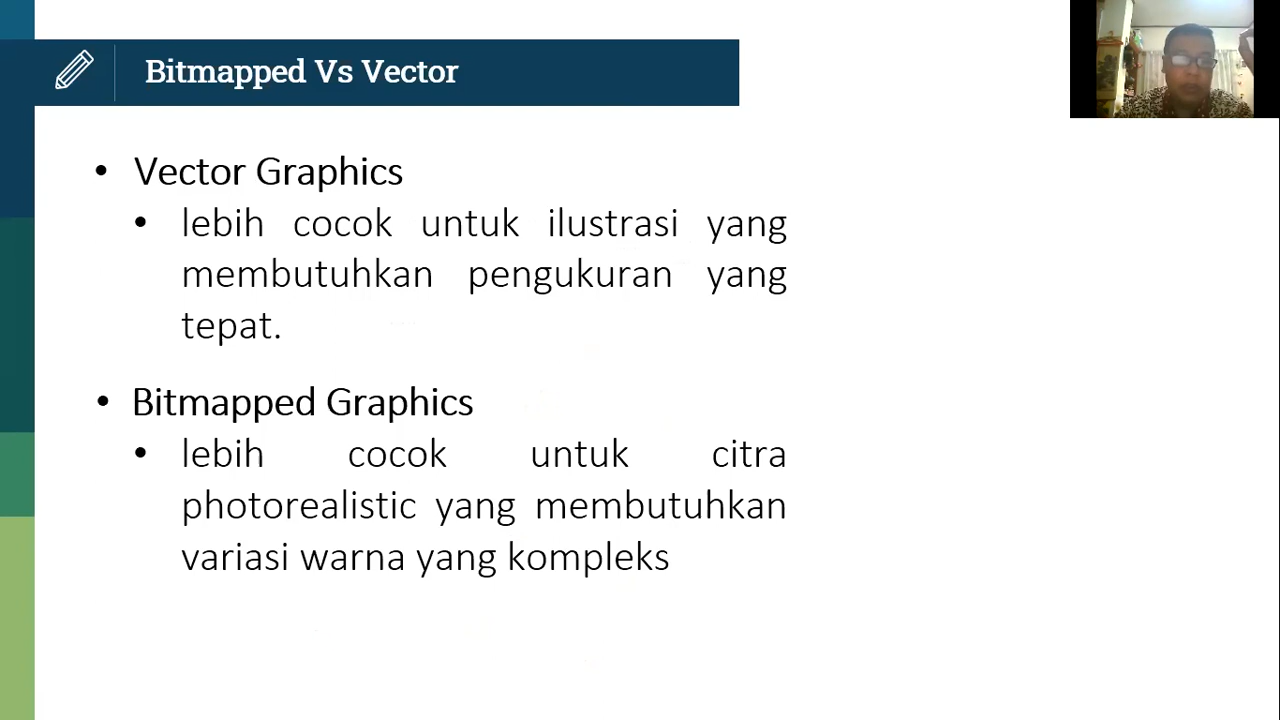 Bitmapped Vs Vector
• Vector Graphics
• lebih cocok untuk ilustrasi yang
membutuhkan pengukuran yang
tepat.
• Bitmapped Graphics
• lebih cocok untuk citra
photorealistic yang membutuhkan
variasi warna yang kompleks